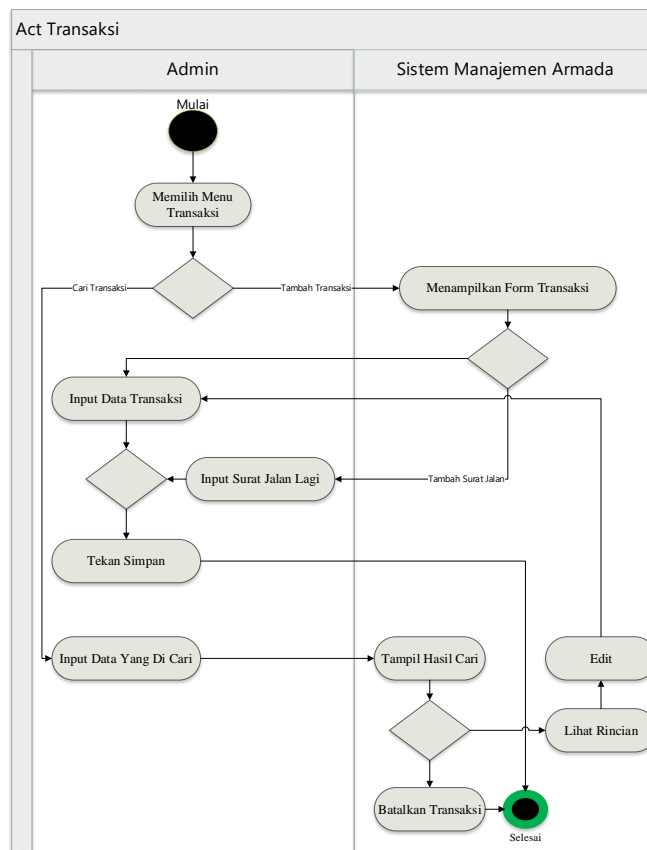 Act Transaksi
Admin
Sistem Manajemen Armada
Mulai
Memilih Menu
Transaksi
Cari Transaksi
Tambah Transaksi
Menampilkan Form Transaksi
Input Data Transaksi
Input Surat Jalan Lagi
Tambah Surat Jalan
Tekan Simpan
Input Data Yang Di Cari
Tampil Hasil Cari
Edit
Lihat Rincian
Batalkan Transaksi
Selesai